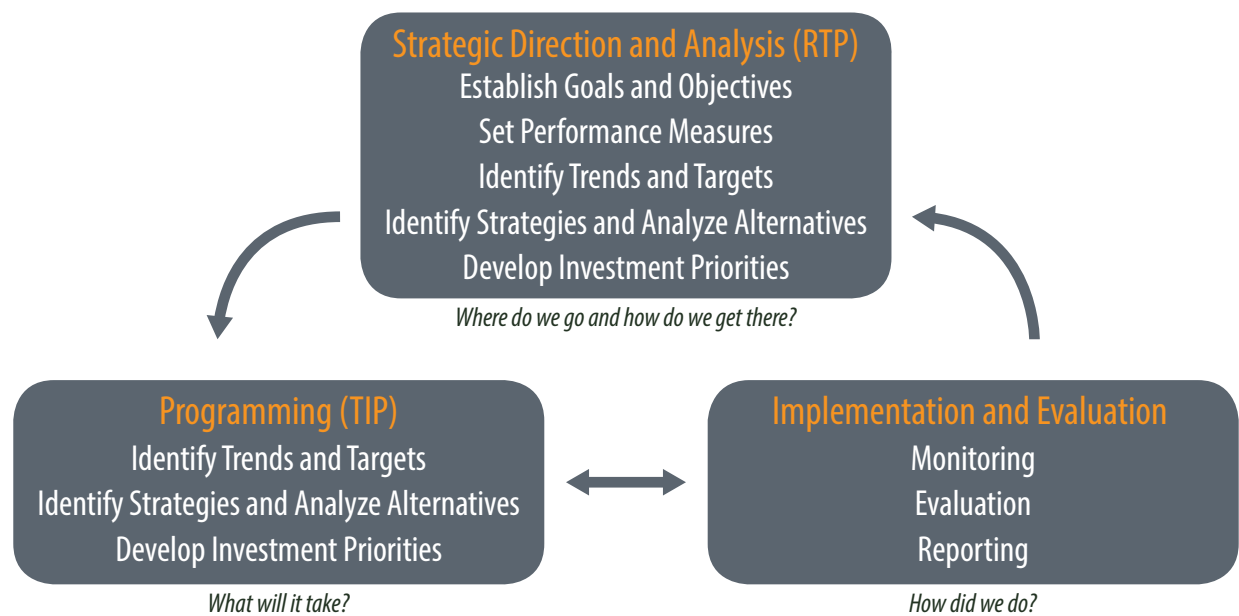 Strategic Direction and Analysis (RTP)
Establish Goals and Objectives
Set Performance Measures
Identify Trends and Targets
Identify Strategies and Analyze Alternatives
Develop Investment Priorities
Where do we go and how do we get there?
Programming (TIP)
Identify Trends and Targets
Identify Strategies and Analyze Alternatives
Develop Investment Priorities
What will it take?
Implementation and Evaluation
Monitoring
Evaluation
Reporting
How did we do?